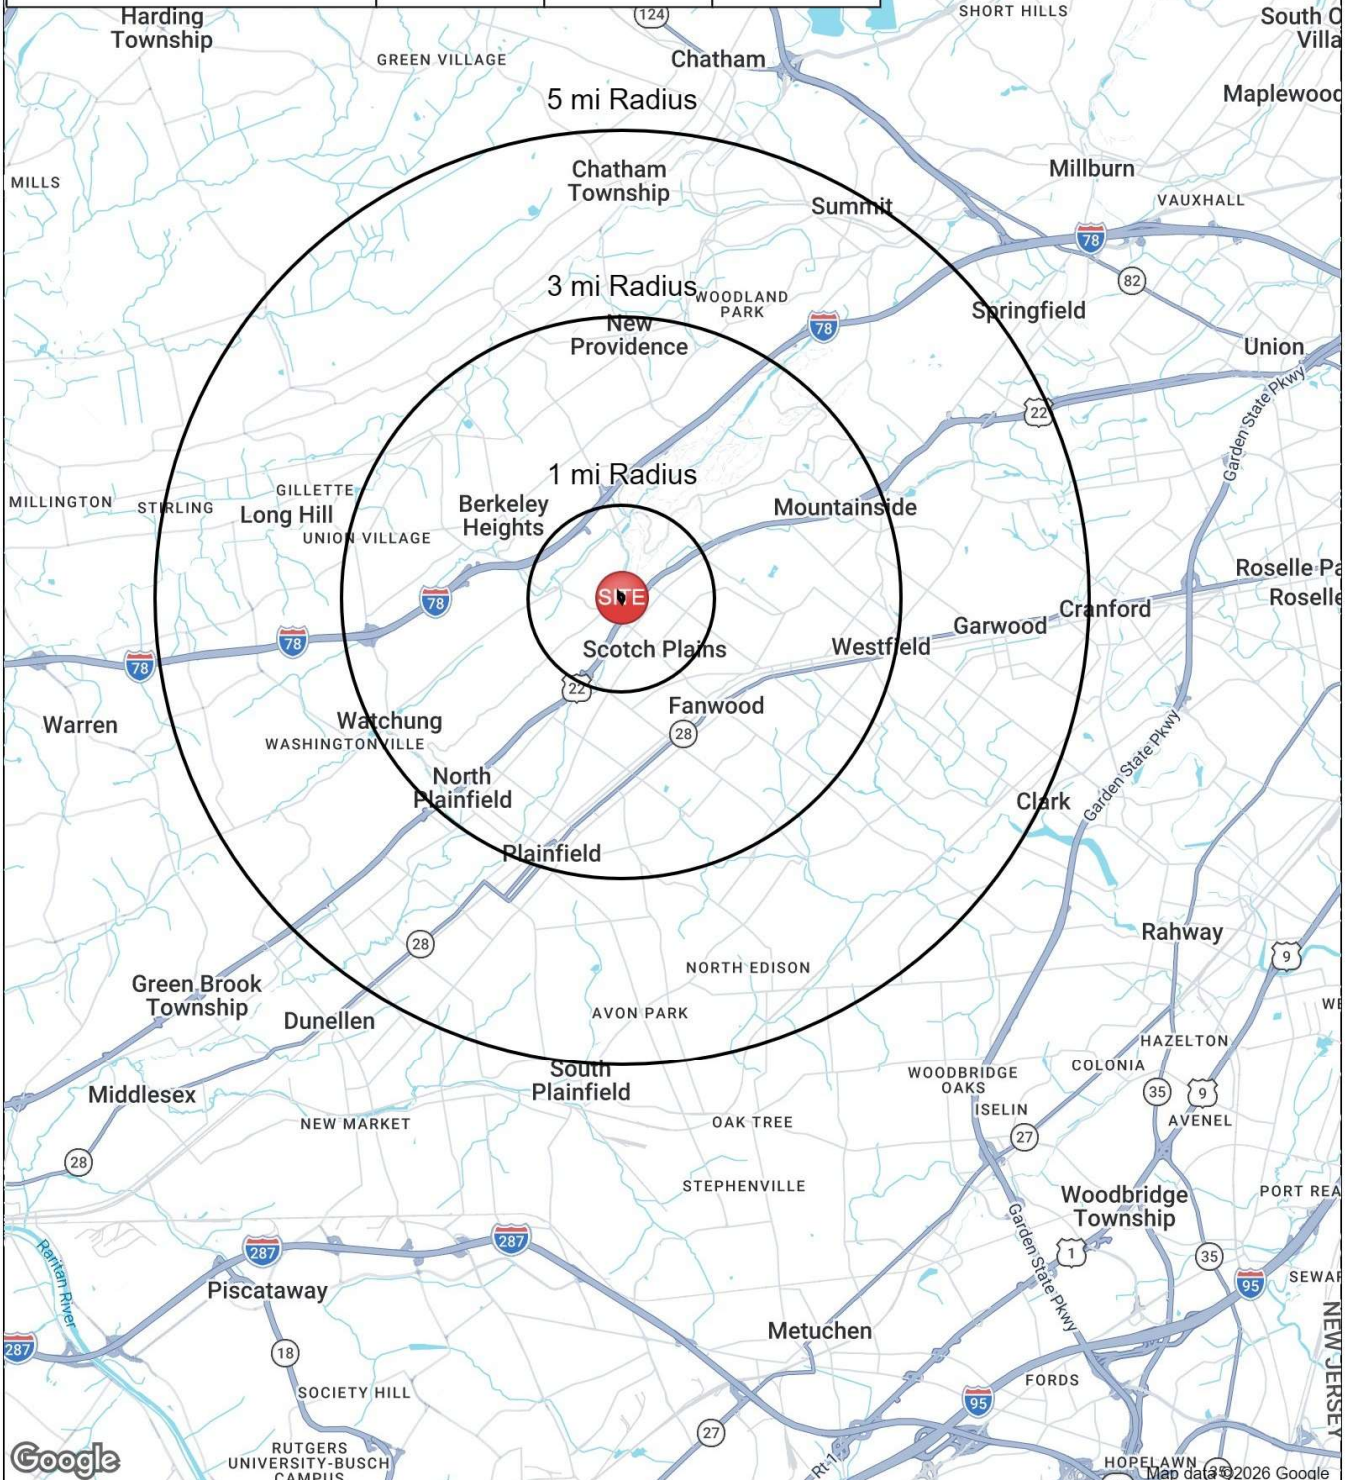 124
SHORT HILLS
Harding
Township
South O
Villa
GREEN VILLAGE
Chatham
5 mi Radius
Maplewood
Chatham
Township
Millburn
MILLS
Summit
VAUXHALL
78
82
3 mi Radius
WOODLAND
PARK
New
Providence
78
Springfield
Union
Garden State Pkwy
22
1 mi Radius
MILLINGTON
STIRLING
GILLETTE
Long Hill
UNION VILLAGE
Berkeley
Heights
Mountainside
Roselle Pa
Roselle
78
SITE
Cranford
Garwood
78
78
Scotch Plains
Westfield
22
Fanwood
28
Warren
Watchung
WASHINGTONVILLE
Garden State Pkwy
North
Plainfield
Clark
Plainfield
28
Rahway
9
NORTH EDISON
Green Brook
Township
AVON PARK
WE
Dunellen
HAZELTON
South
Plainfield
WOODBRIDGE
OAKS
COLONIA
35
9
Middlesex
ISELIN
AVENEL
NEW MARKET
OAK TREE
27
28
STEPHENVILLE
Woodbridge
Township
PORT REA
Garden State Pkwy
287
287
1
35
Raritan River
95
SEWAR
Piscataway
287
18
Metuchen
NEW JERSEY
SOCIETY HILL
FORDS
95
27
RUTGERS
UNIVERSITY-BUSCH
CAMPUS
Rt-1
HOPELAWN
35
Google
Map data ©2026 Google